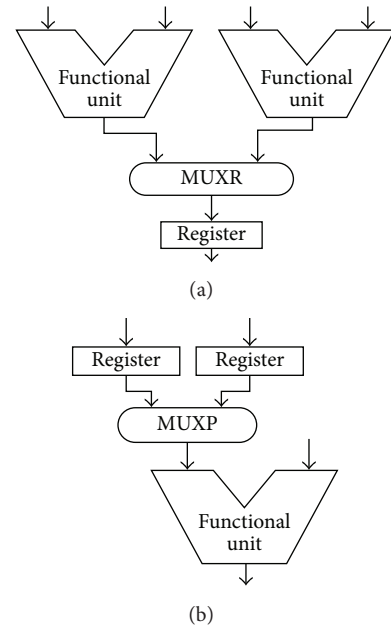 Functional Functional
unit unit
MUXR
Register
(a)
Register Register
MUXP
Functional
unit
(b)